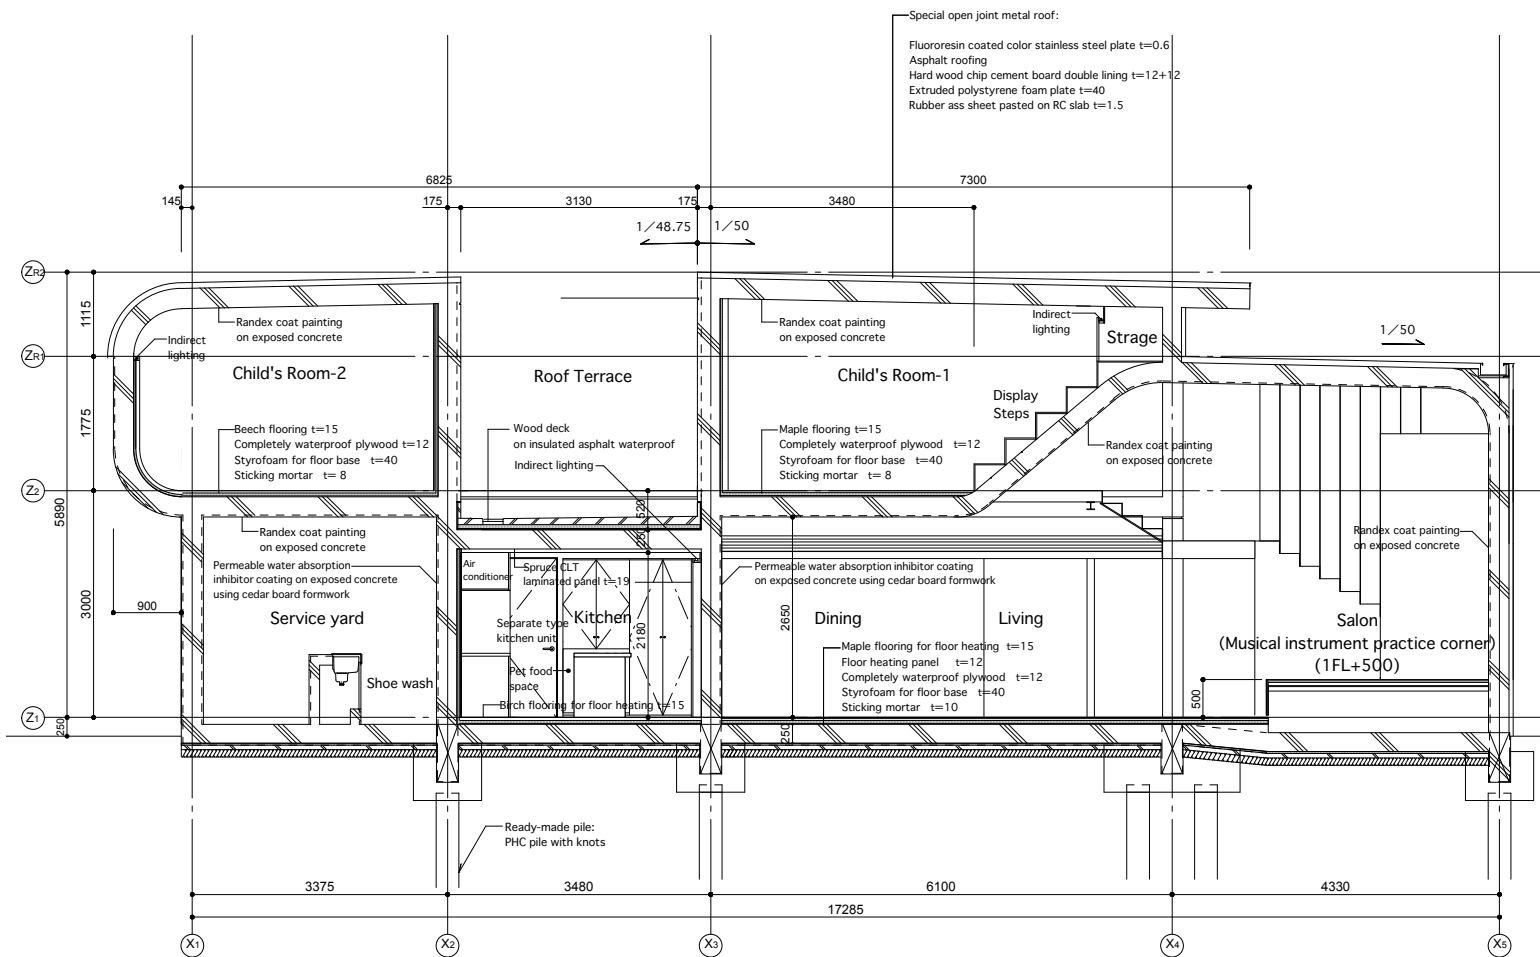 Special open joint metal roof:
Fluororesin coated color stainless steel plate t=0.6
Asphalt roofing
Hard wood chip cement board double lining t=12+12
Extruded polystyrene foam plate t=40
Rubber ass sheet pasted on RC slab t=1.5
6825
7300
145
175
3130
175
3480
1/48.75
1/50
ZR2
1115
Randex coat painting
on exposed concrete
Indirect
lighting
Randex coat painting
on exposed concrete
Indirect
lighting
Strage
1/50
ZR1
Child's Room-2
Roof Terrace
Child's Room-1
Display
Steps
1775
Beech flooring t=15
Completely waterproof plywood t=12
Styrofoam for floor base t=40
Sticking mortar t= 8
Wood deck
on insulated asphalt waterproof
Indirect lighting
Maple flooring t=15
Completely waterproof plywood t=12
Styrofoam for floor base t=40
Sticking mortar t= 8
Randex coat painting
on exposed concrete
Z2
5890
520
250
Randex coat painting
on exposed concrete
Randex coat painting
on exposed concrete
Permeable water absorption
inhibitor coating on exposed concrete
using cedar board formwork
Air
conditioner
Spruce CLT
laminated panel t=19
Permeable water absorption inhibitor coating
on exposed concrete using cedar board formwork
3000
900
Service yard
Separate type
kitchen unit
Kitchen
2180
2650
Dining
Living
Salon
(Musical instrument practice corner)
(1FL+500)
Maple flooring for floor heating t=15
Floor heating panel t=12
Completely waterproof plywood t=12
Styrofoam for floor base t=40
Sticking mortar t=10
Shoe wash
Pet food
space
Birch flooring for floor heating t=15
500
Z1
250
250
Ready-made pile:
PHC pile with knots
3375
3480
6100
4330
17285
X1
X2
X3
X4
X5